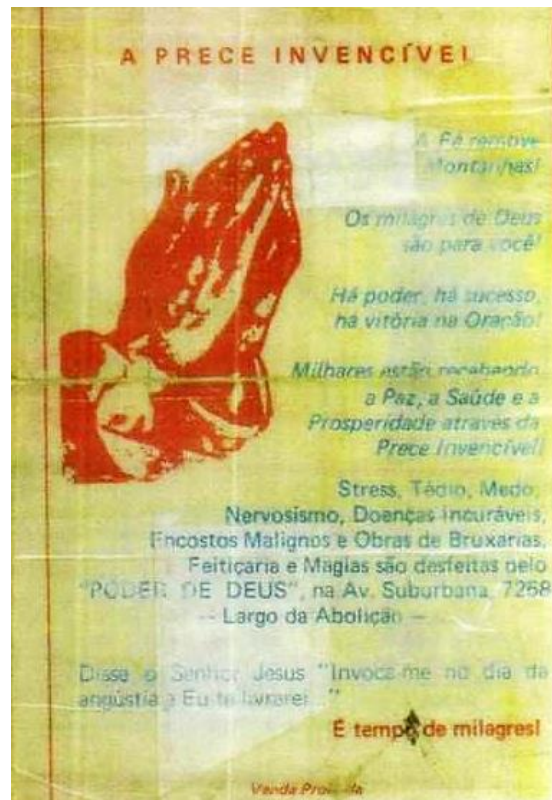 A PRECE INVENCÍVEL
A Fé remove
Montanhas!
Os milagres de Deus
são para você!
Há poder, há sucesso,
há vitória na Oração!
Milhares estão recebendo
a Paz, a Saúde e a
Prosperidade através da
Prece Invencível!
Stress, Tédio, Medo,
Nervosismo, Doenças Incuráveis,
Encostos Malignos e Obras de Bruxarias,
Feitiçaria e Magias são desfeitas pelo
"PODER DE DEUS", na Av. Suburbana, 7258
-- Largo da Abolição --
Disse o Senhor Jesus "Invoca-me no dia da
angústia e Eu te livrarei..."
É tempo de milagres!
Venda Proibida